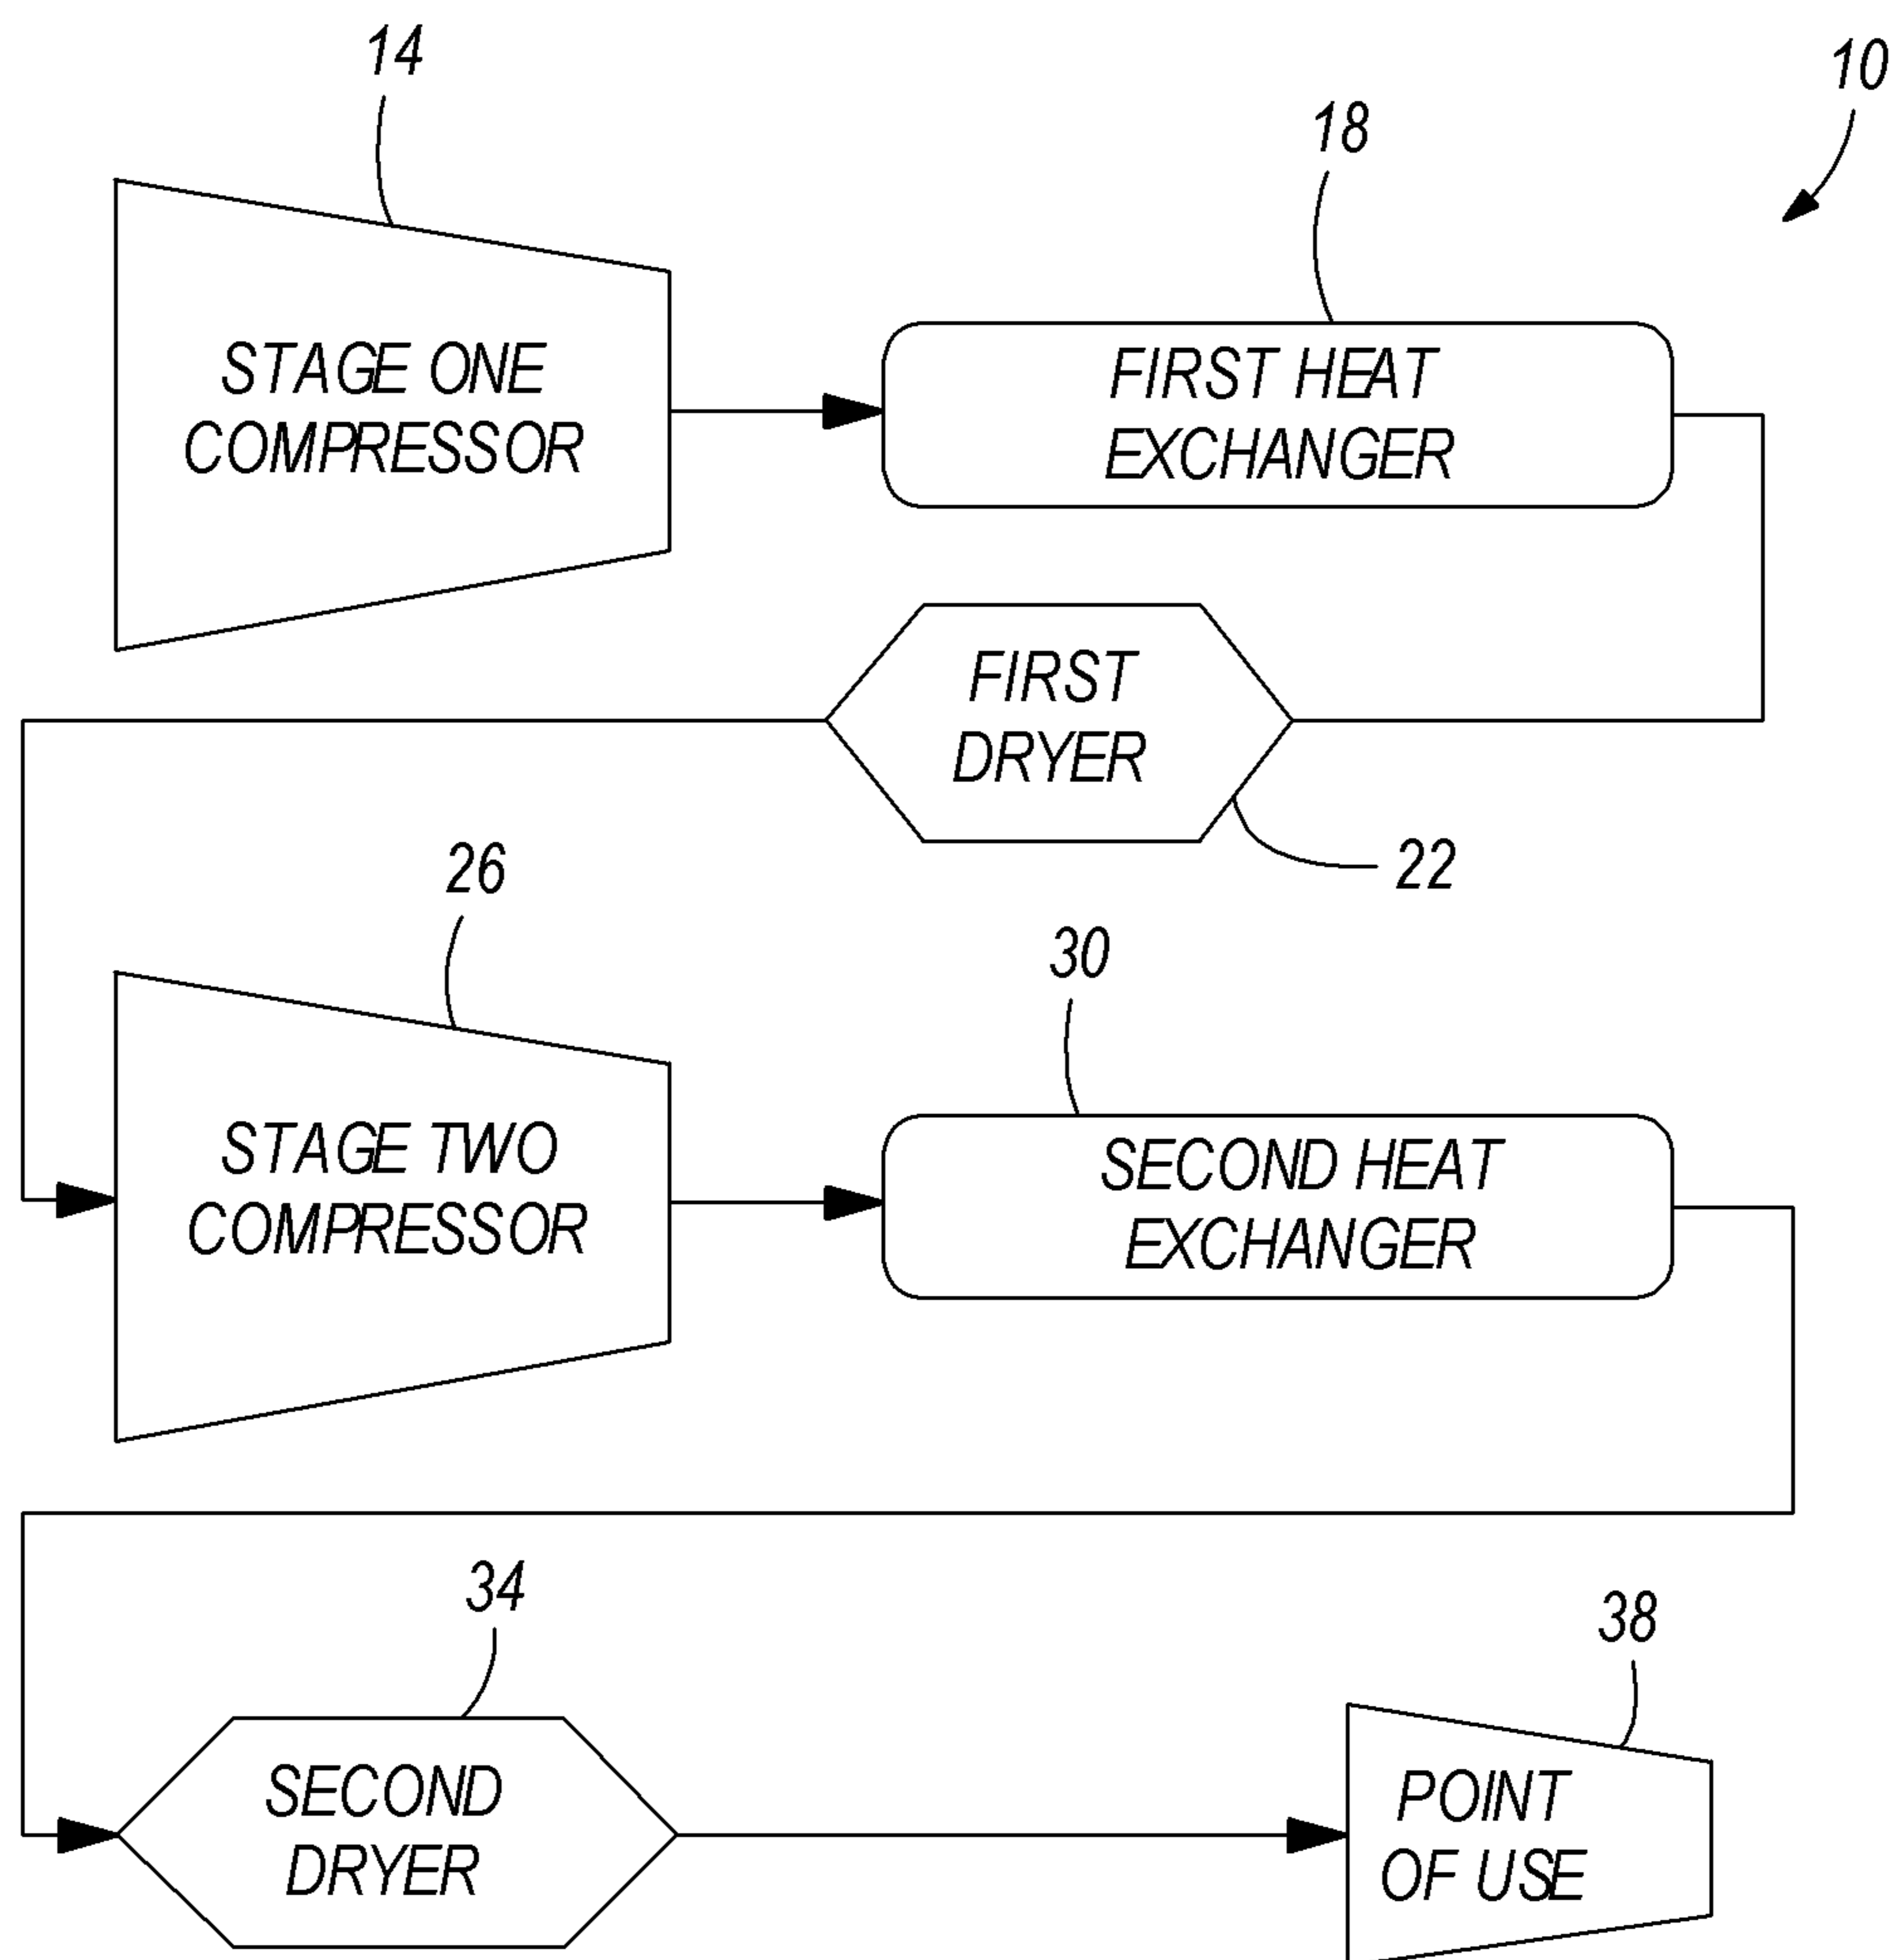 14
10
18
STAGE ONE
COMPRESSOR
FIRST HEAT
EXCHANGER
FIRST
DRYER
22
26
30
STAGE TWO
COMPRESSOR
SECOND HEAT
EXCHANGER
34
38
SECOND
DRYER
POINT
OF USE